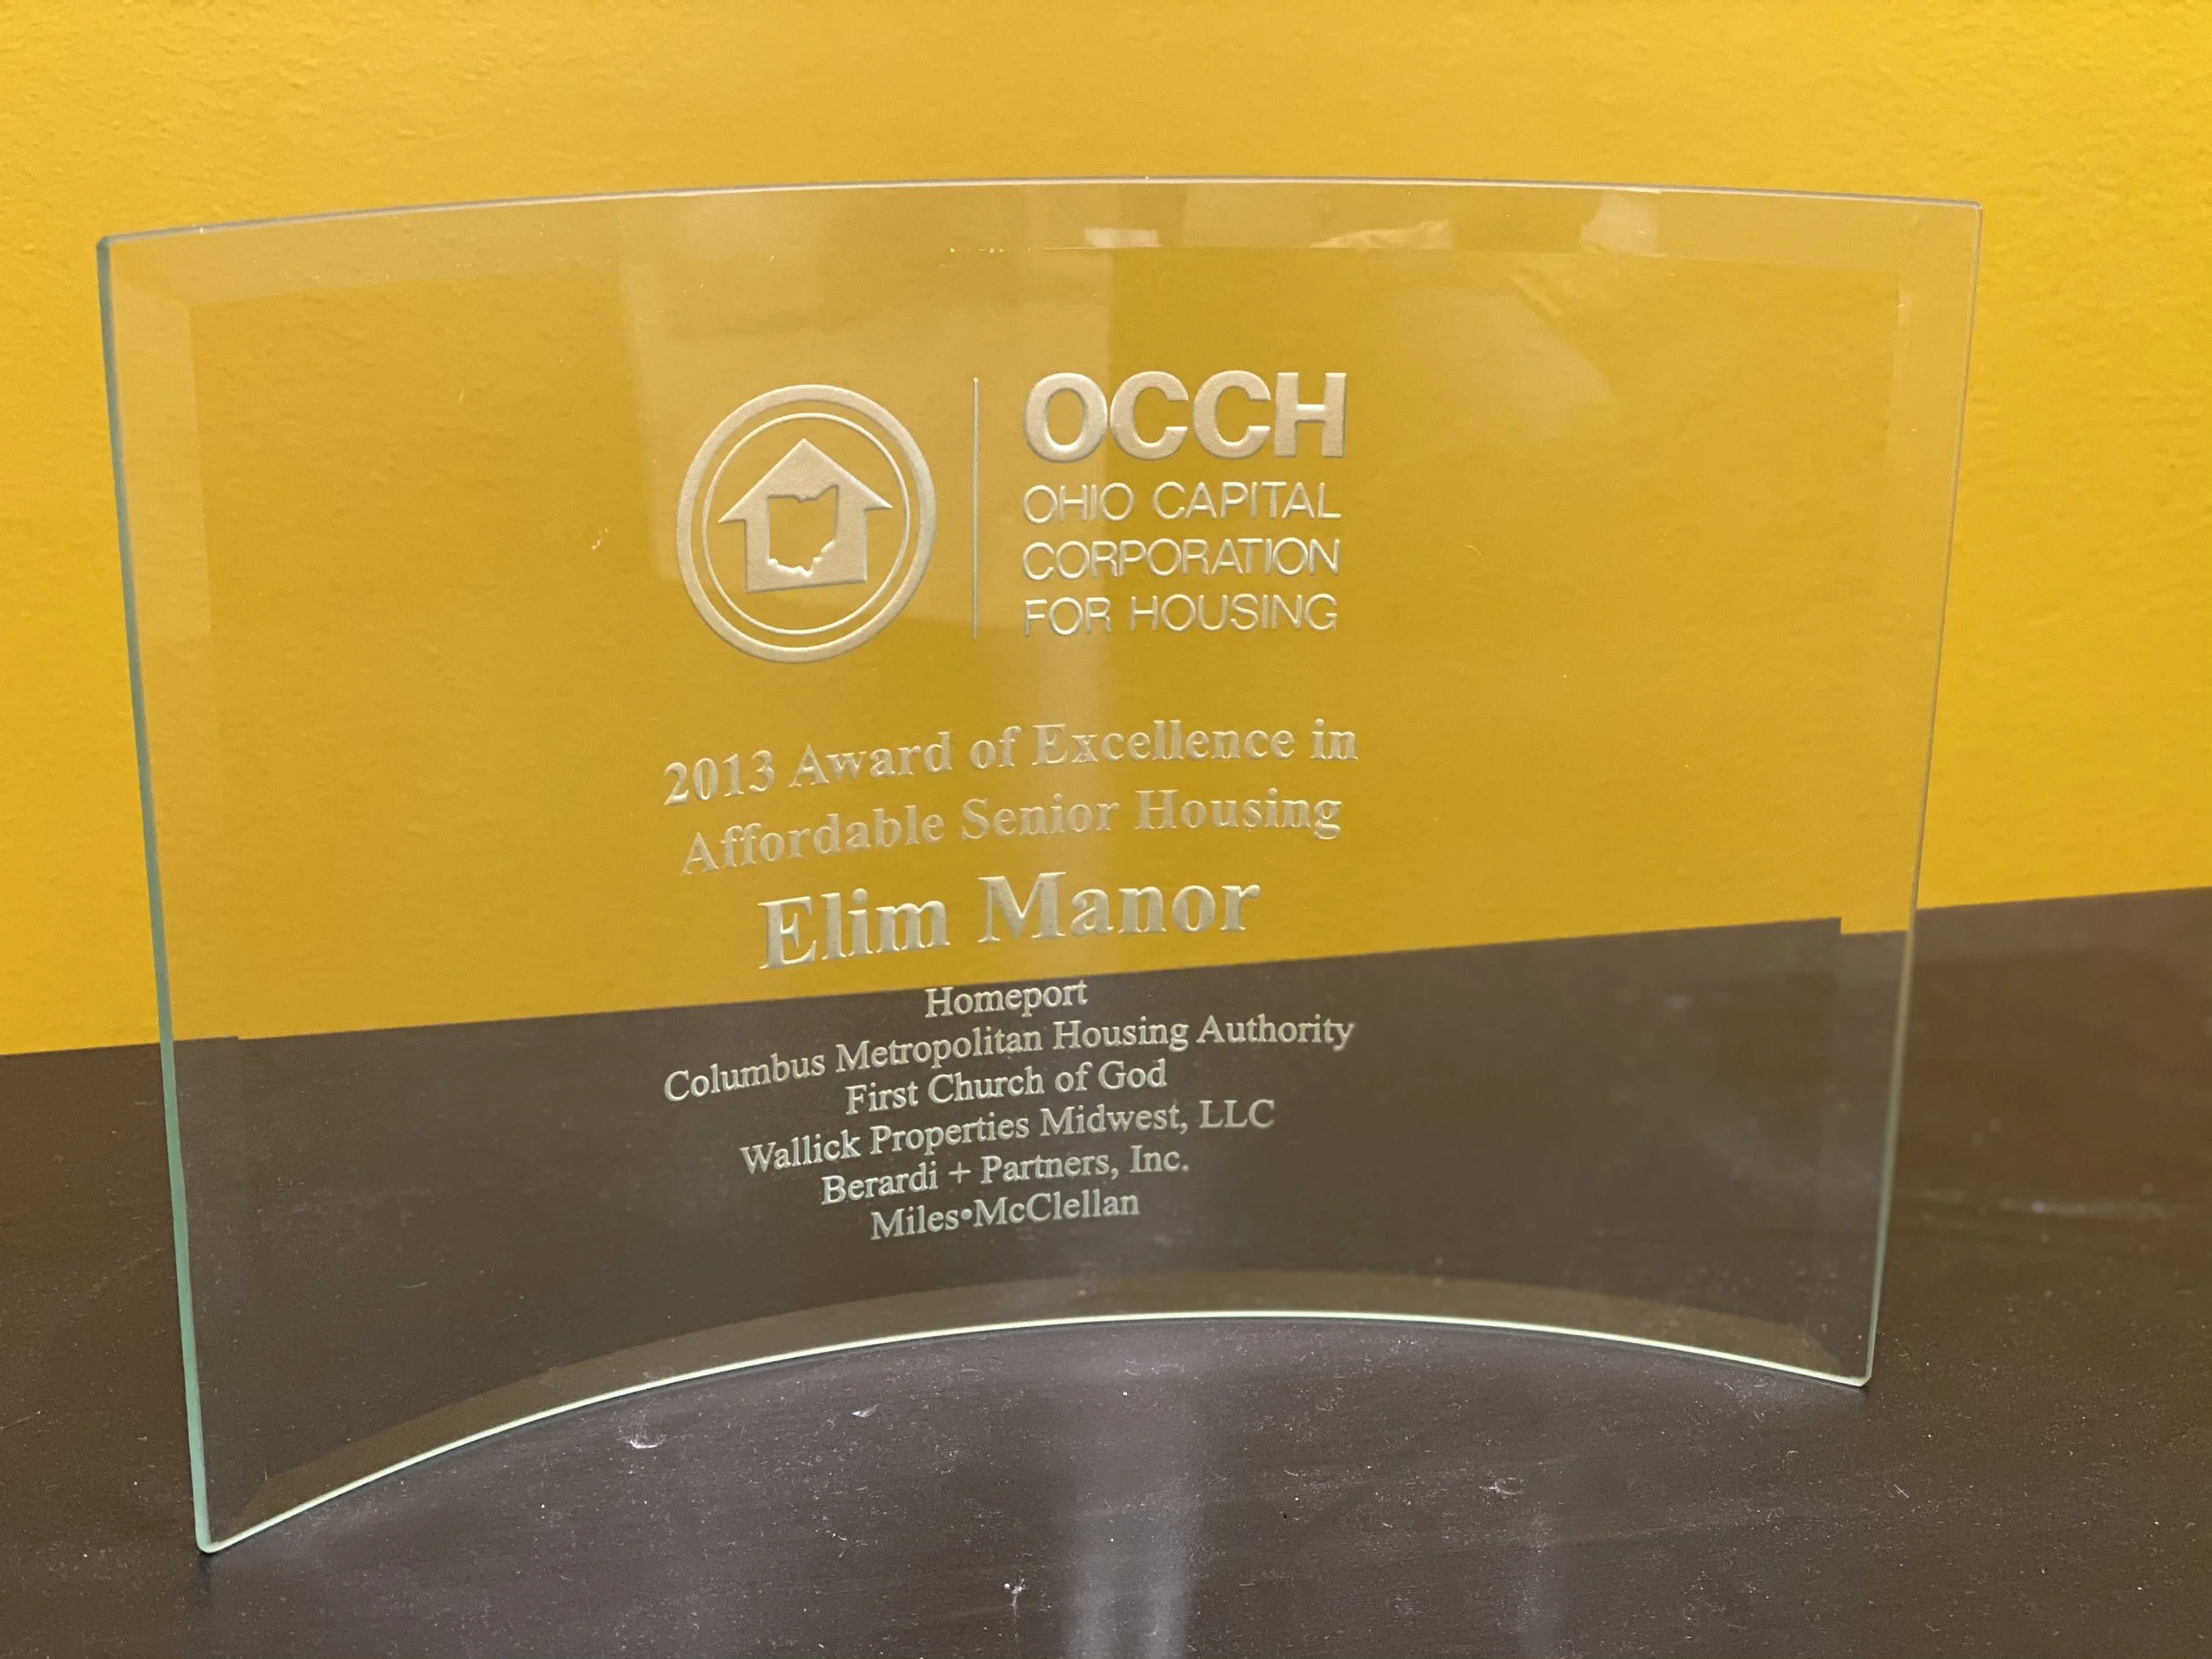 OCCH
OHIO CAPITAL
CORPORATION
FOR HOUSING
2013 Award of Excellence in
Affordable Senior Housing
Elim Manor
Homeport
Columbus Metropolitan Housing Authority
First Church of God
Wallick Properties Midwest, LLC
Berardi + Partners, Inc.
Miles•McClellan